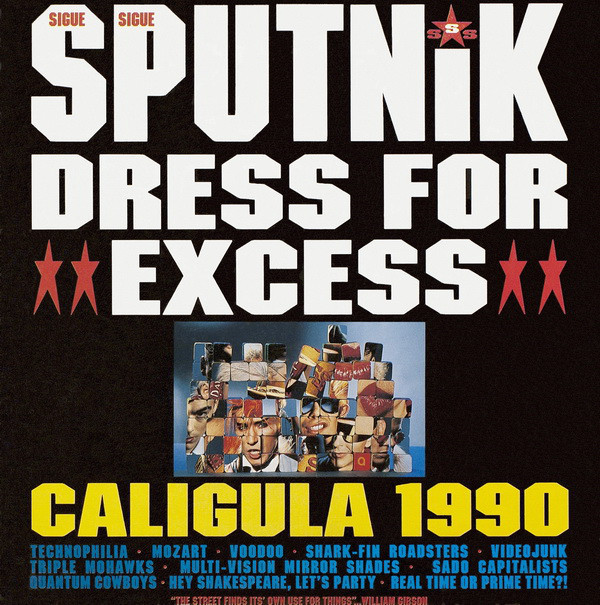 SIGUE SIGUE
SPUTNiK
SSS
DRESS FOR
EXCESS
CALIGULA 1990
TECHNOPHILIA • MOZART • VOODOO • SHARK-FIN ROADSTERS • VIDEOJUNK
TRIPLE MOHAWKS • MULTI-VISION MIRROR SHADES • SADO CAPITALISTS
QUANTUM COWBOYS • HEY SHAKESPEARE, LET'S PARTY • REAL TIME OR PRIME TIME?!
"THE STREET FINDS ITS' OWN USE FOR THINGS"...WILLIAM GIBSON